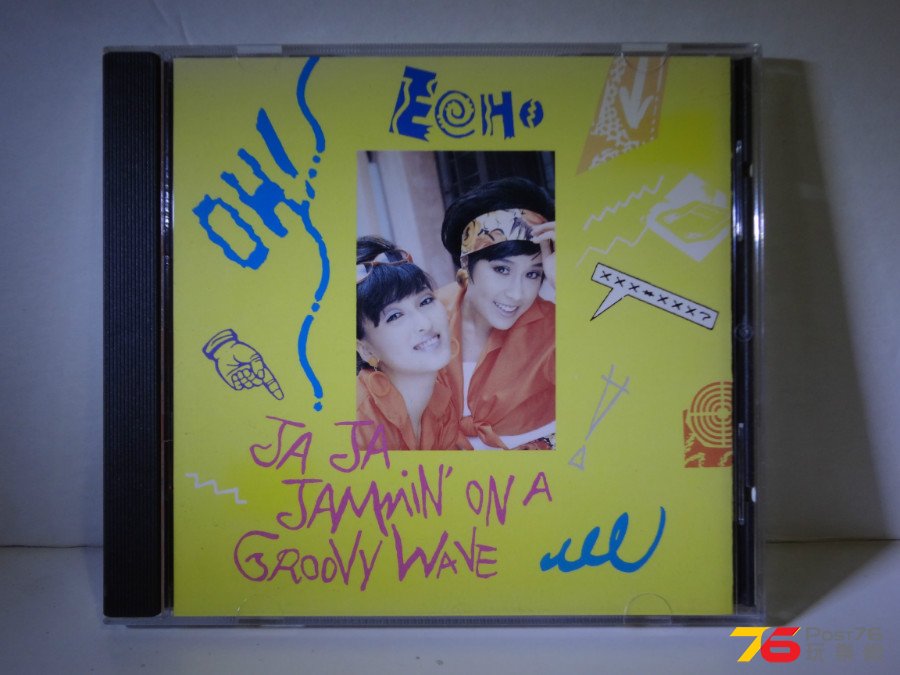 ECHO
OH!
XXX*XXX?
JA JA
JAMMIN' ON A
GROOVY WAVE
76 Post76
玩樂網